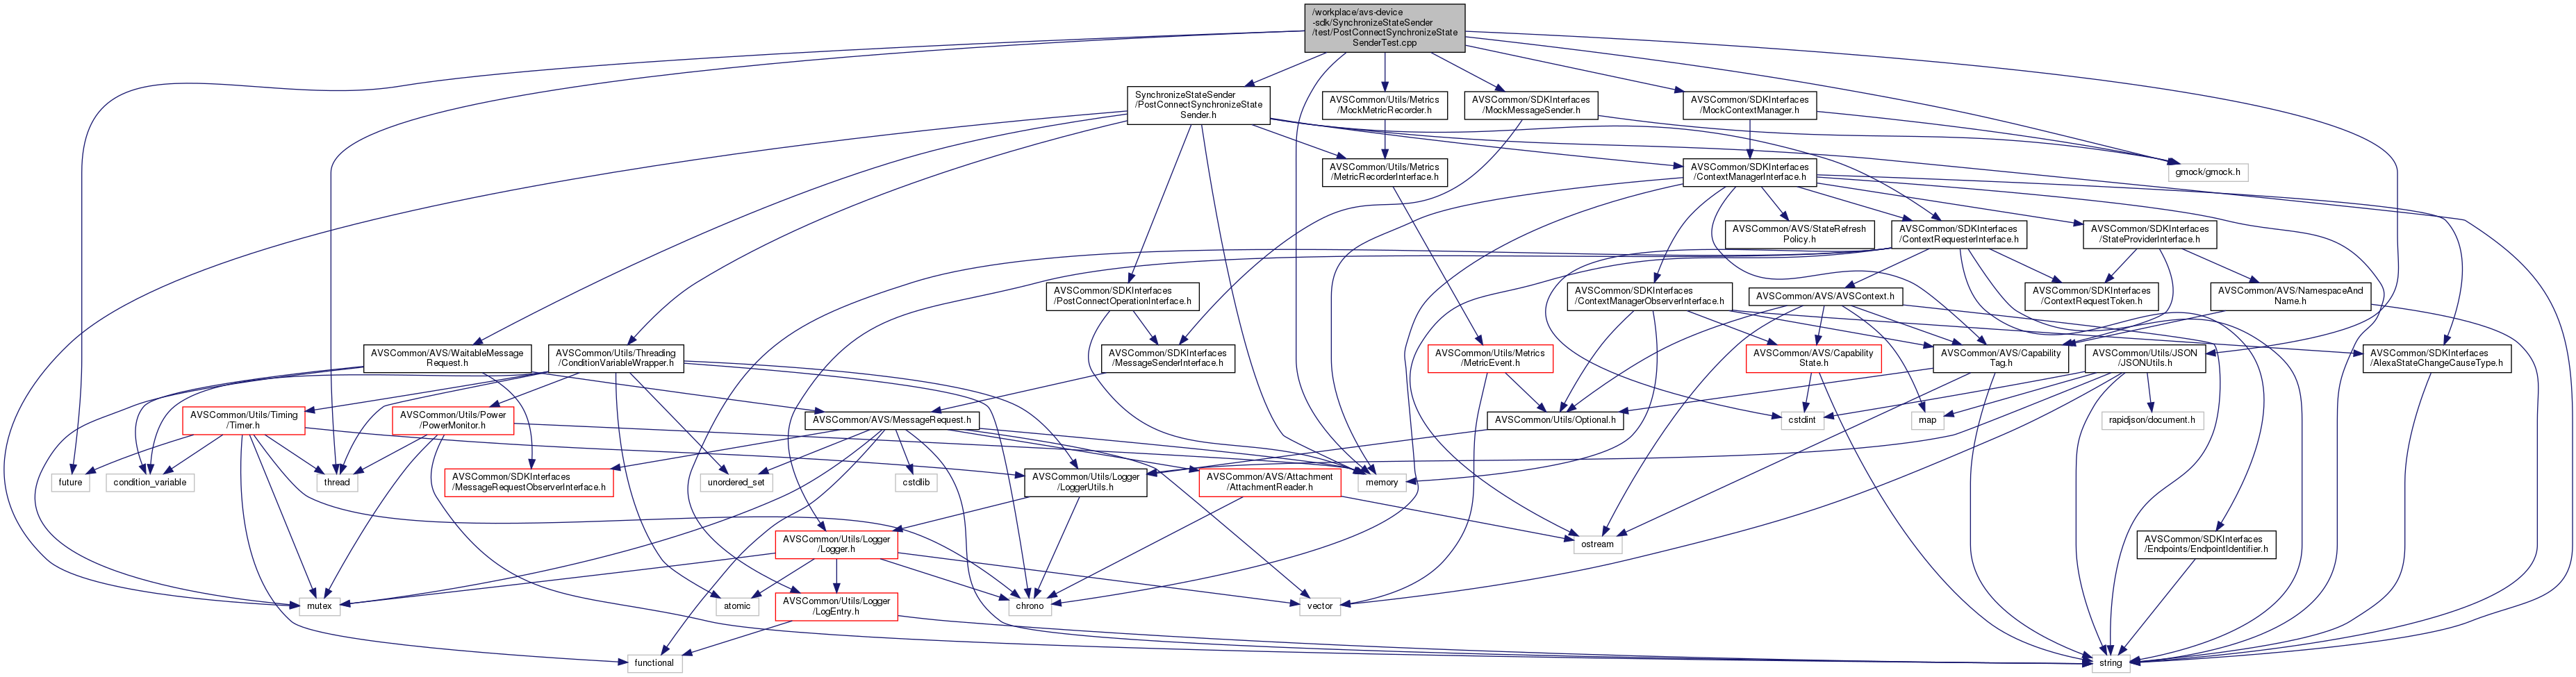 /workplace/avs-device
-sdk/SynchronizeStateSender
/test/PostConnectSynchronizeState
SenderTest.cpp
SynchronizeStateSender
/PostConnectSynchronizeState
Sender.h
AVSCommon/Utils/Metrics
/MockMetricRecorder.h
AVSCommon/SDKInterfaces
/MockMessageSender.h
AVSCommon/SDKInterfaces
/MockContextManager.h
AVSCommon/Utils/Metrics
/MetricRecorderInterface.h
AVSCommon/SDKInterfaces
/ContextManagerInterface.h
gmock/gmock.h
AVSCommon/AVS/StateRefresh
Policy.h
AVSCommon/SDKInterfaces
/ContextRequesterInterface.h
AVSCommon/SDKInterfaces
/StateProviderInterface.h
AVSCommon/SDKInterfaces
/PostConnectOperationInterface.h
AVSCommon/SDKInterfaces
/ContextManagerObserverInterface.h
AVSCommon/AVS/AVSContext.h
AVSCommon/SDKInterfaces
/ContextRequestToken.h
AVSCommon/AVS/NamespaceAnd
Name.h
AVSCommon/AVS/WaitableMessage
Request.h
AVSCommon/Utils/Threading
/ConditionVariableWrapper.h
AVSCommon/SDKInterfaces
/MessageSenderInterface.h
AVSCommon/Utils/Metrics
/MetricEvent.h
AVSCommon/AVS/Capability
State.h
AVSCommon/AVS/Capability
Tag.h
AVSCommon/Utils/JSON
/JSONUtils.h
AVSCommon/SDKInterfaces
/AlexaStateChangeCauseType.h
AVSCommon/Utils/Timing
/Timer.h
AVSCommon/Utils/Power
/PowerMonitor.h
AVSCommon/AVS/MessageRequest.h
AVSCommon/Utils/Optional.h
cstdint
map
rapidjson/document.h
future
condition_variable
thread
AVSCommon/SDKInterfaces
/MessageRequestObserverInterface.h
unordered_set
cstdlib
AVSCommon/Utils/Logger
/LoggerUtils.h
AVSCommon/AVS/Attachment
/AttachmentReader.h
memory
AVSCommon/Utils/Logger
/Logger.h
ostream
AVSCommon/SDKInterfaces
/Endpoints/EndpointIdentifier.h
mutex
atomic
AVSCommon/Utils/Logger
/LogEntry.h
chrono
vector
functional
string